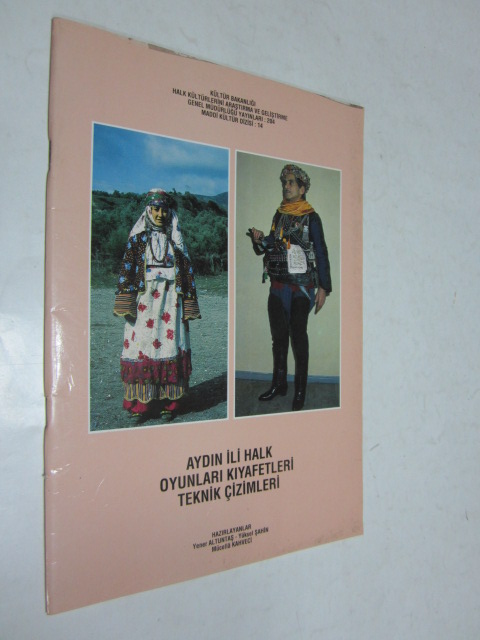 KÜLTÜR BAKANLIĞI
HALK KÜLTÜRLERİNİ ARAŞTIRMA VE GELİŞTİRME
GENEL MÜDÜRLÜĞÜ YAYINLARI : 204
MADDİ KÜLTÜR DİZİSİ : 14
AYDIN İLİ HALK
OYUNLARI KIYAFETLERİ
TEKNİK ÇİZİMLERİ
HAZIRLAYANLAR
Yener ALTUNTAŞ - Yüksel ŞAHİN
Mücellâ KAHVECİ